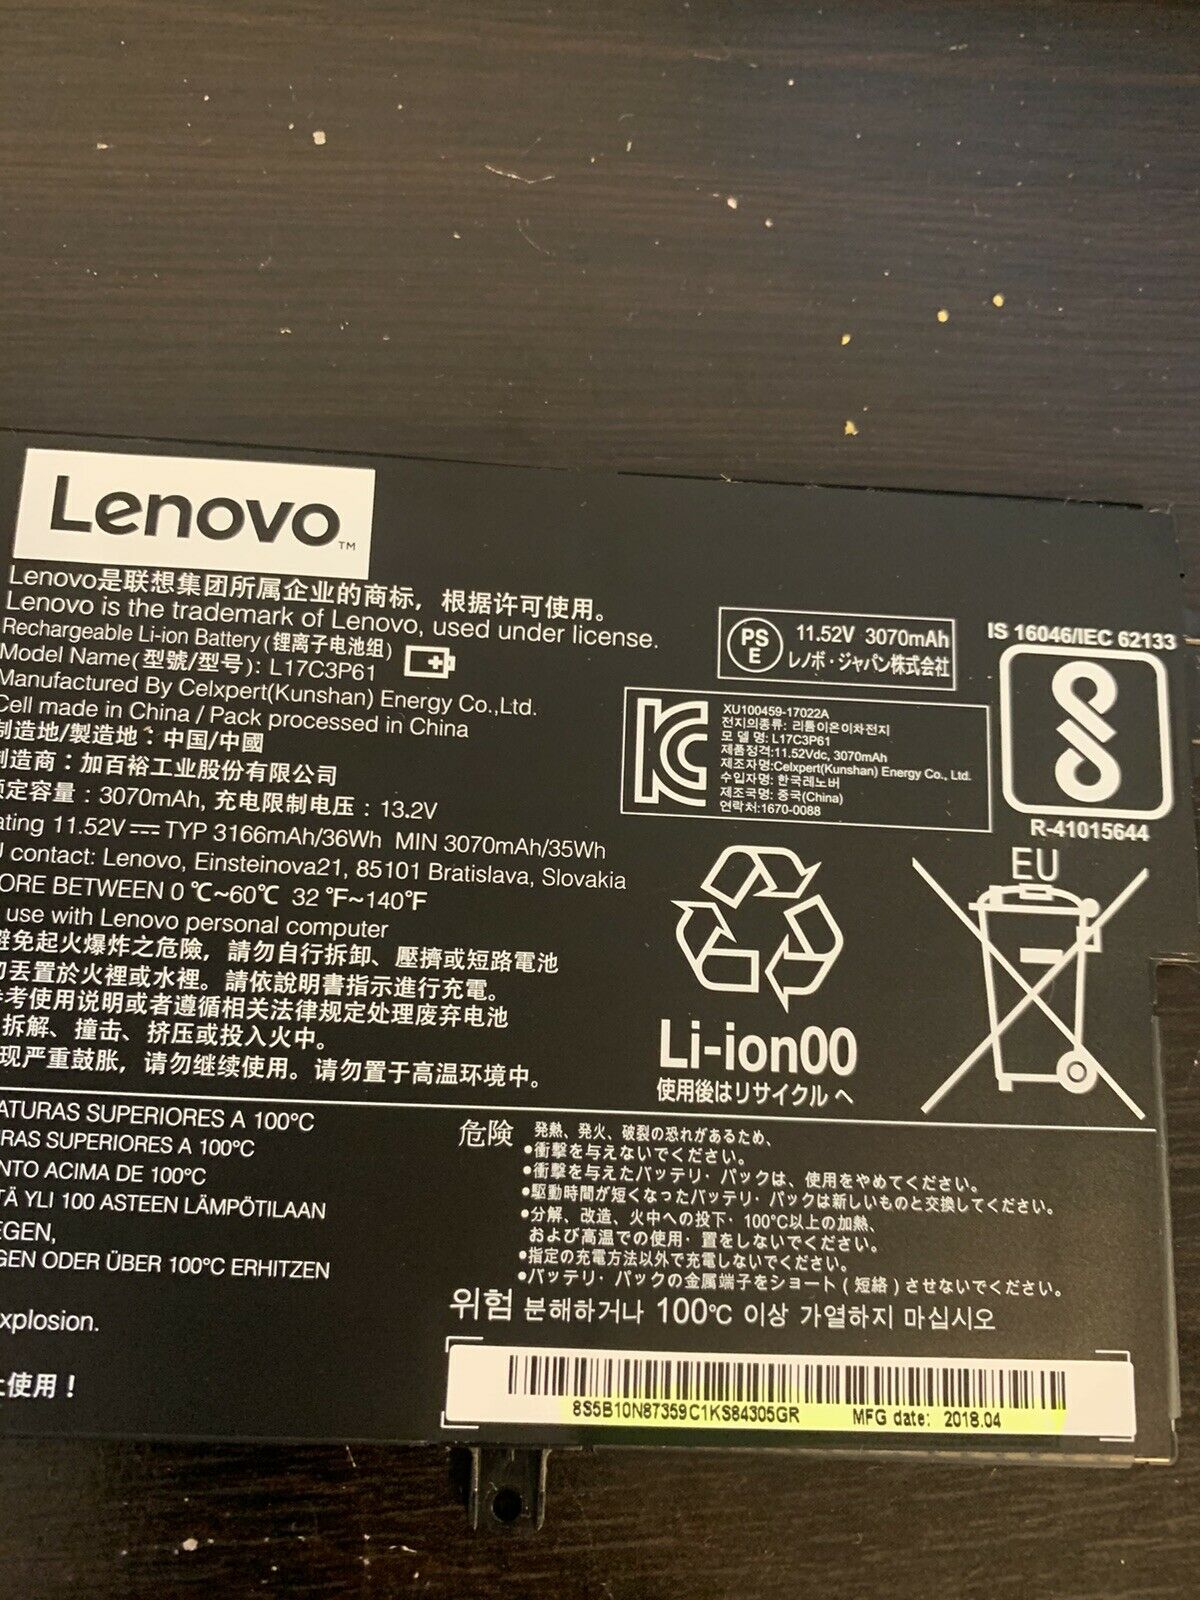 Lenovo™
Lenovo是联想集团所属企业的商标，根据许可使用。
Lenovo is the trademark of Lenovo, used under license.
Rechargeable Li-ion Battery (锂离子电池组)
Model Name(型號/型号): L17C3P61
Manufactured By Celxpert(Kunshan) Energy Co.,Ltd.
Cell made in China / Pack processed in China
制造地/製造地：中国/中國
制造商：加百裕工业股份有限公司
额定容量：3070mAh, 充电限制电压：13.2V
ating 11.52V⎓ TYP 3166mAh/36Wh MIN 3070mAh/35Wh
U contact: Lenovo, Einsteinova21, 85101 Bratislava, Slovakia
ORE BETWEEN 0 ℃~60℃ 32 ℉~140℉
use with Lenovo personal computer
避免起火爆炸之危險，請勿自行拆卸、壓擠或短路電池
勿丟置於火裡或水裡。請依說明書指示進行充電。
参考使用说明或者遵循相关法律规定处理废弃电池
拆解、撞击、挤压或投入火中。
现严重鼓胀，请勿继续使用。请勿置于高温环境中。
PSE
11.52V 3070mAh
レノボ・ジャパン株式会社
IS 16046/IEC 62133
R-41015644
KC
XU100459-17022A
전지의종류: 리튬이온이차전지
모 델 명: L17C3P61
제품정격:11.52Vdc, 3070mAh
제조자명:Celxpert(Kunshan) Energy Co., Ltd.
수입자명: 한국레노버
제조국명: 중국(China)
연락처:1670-0088
EU
Li-ion00
使用後はリサイクルへ
ATURAS SUPERIORES A 100°C
RAS SUPERIORES A 100°C
NTO ACIMA DE 100°C
TÄ YLI 100 ASTEEN LÄMPÖTILAAN
EGEN,
GEN ODER ÜBER 100°C ERHITZEN
xplosion.
使用！
危険 発熱、発火、破裂の恐れがあるため、
•衝撃を与えないでください。
•衝撃を与えたバッテリ・パックは、使用をやめてください。
•駆動時間が短くなったバッテリ・パックは新しいものと交換してください。
•分解、改造、火中への投下・100°C以上の加熱、
および高温での使用・置をしないでください。
•指定の充電方法以外で充電しないでください。
•バッテリ・パックの金属端子をショート(短絡)させないでください。
위험 분해하거나 100℃ 이상 가열하지 마십시오
8S5B10N87359C1KS84305GR MFG date: 2018.04